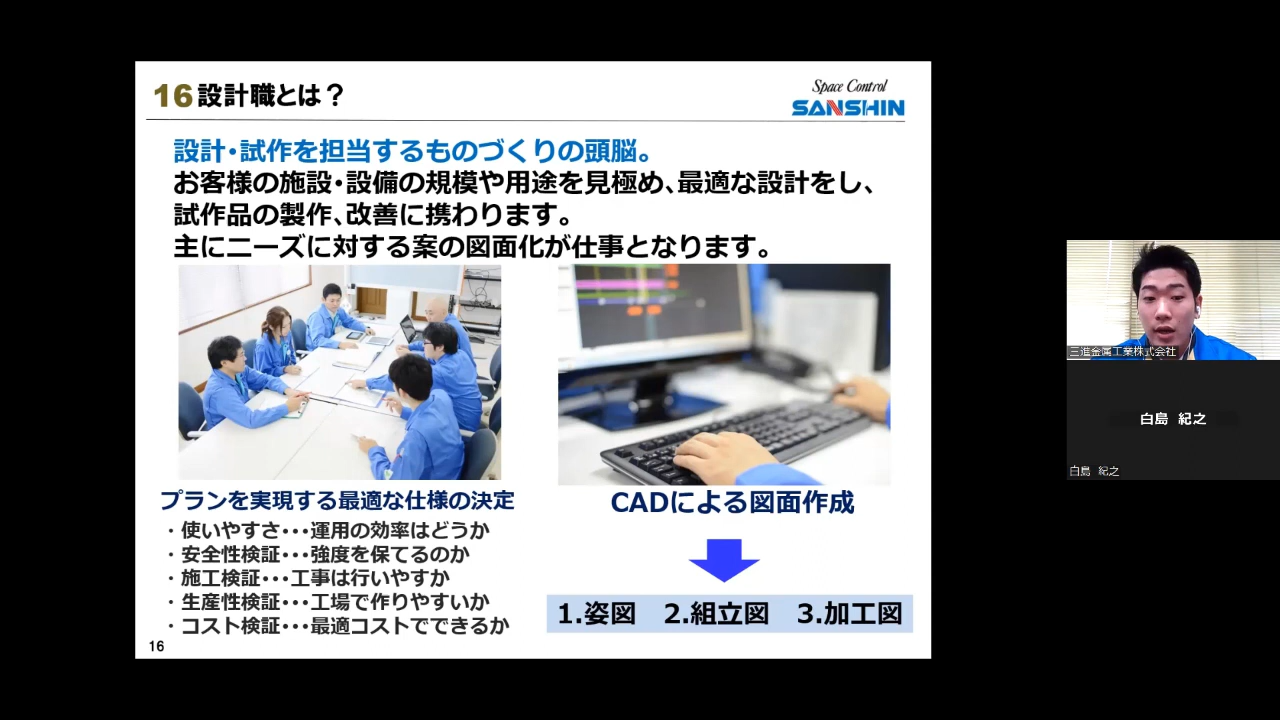 16 設計職とは？
Space Control
SANSHIN
設計・試作を担当するものづくりの頭脳。
お客様の施設・設備の規模や用途を見極め、最適な設計をし、
試作品の製作、改善に携わります。
主にニーズに対する案の図面化が仕事となります。
プランを実現する最適な仕様の決定
・使いやすさ・・・運用の効率はどうか
・安全性検証・・・強度を保てるのか
・施工検証・・・工事は行いやすか
・生産性検証・・・工場で作りやすいか
・コスト検証・・・最適コストでできるか
CADによる図面作成
1.姿図 2.組立図 3.加工図
16
三進金属工業株式会社
白島 紀之
白島 紀之